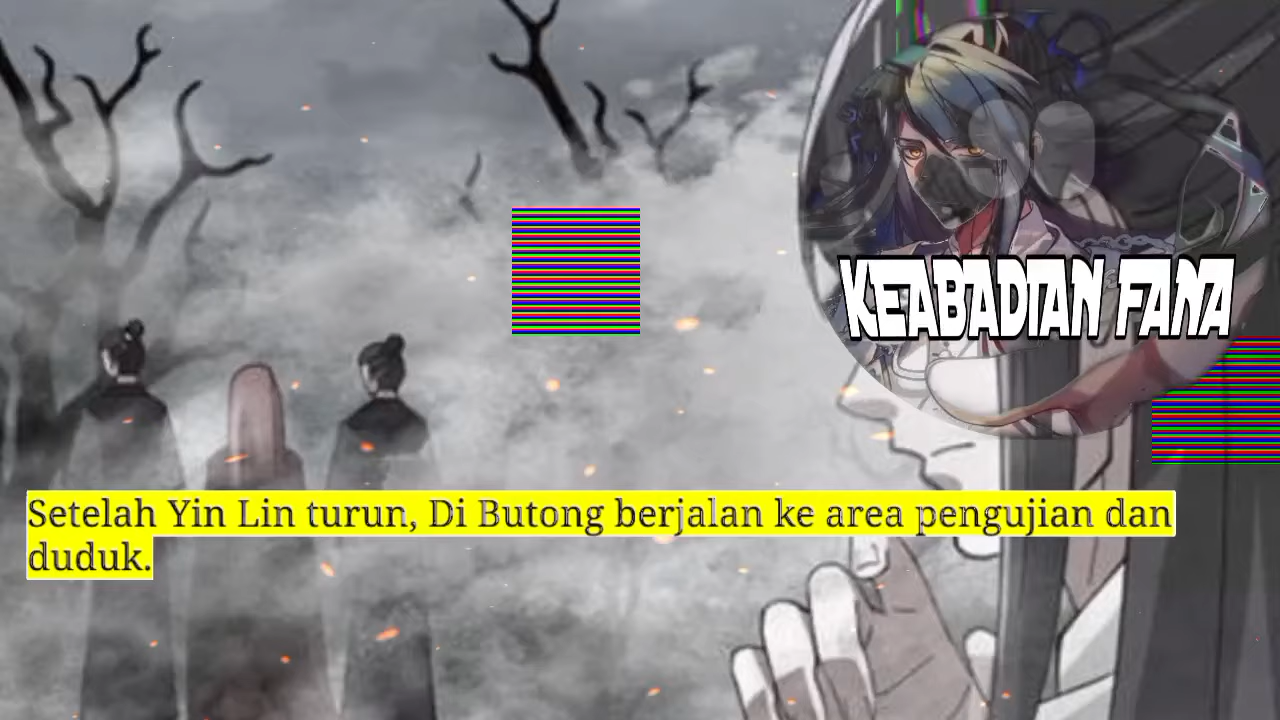 KEABADIAN FANA
Setelah Yin Lin turun, Di Butong berjalan ke area pengujian dan
duduk.